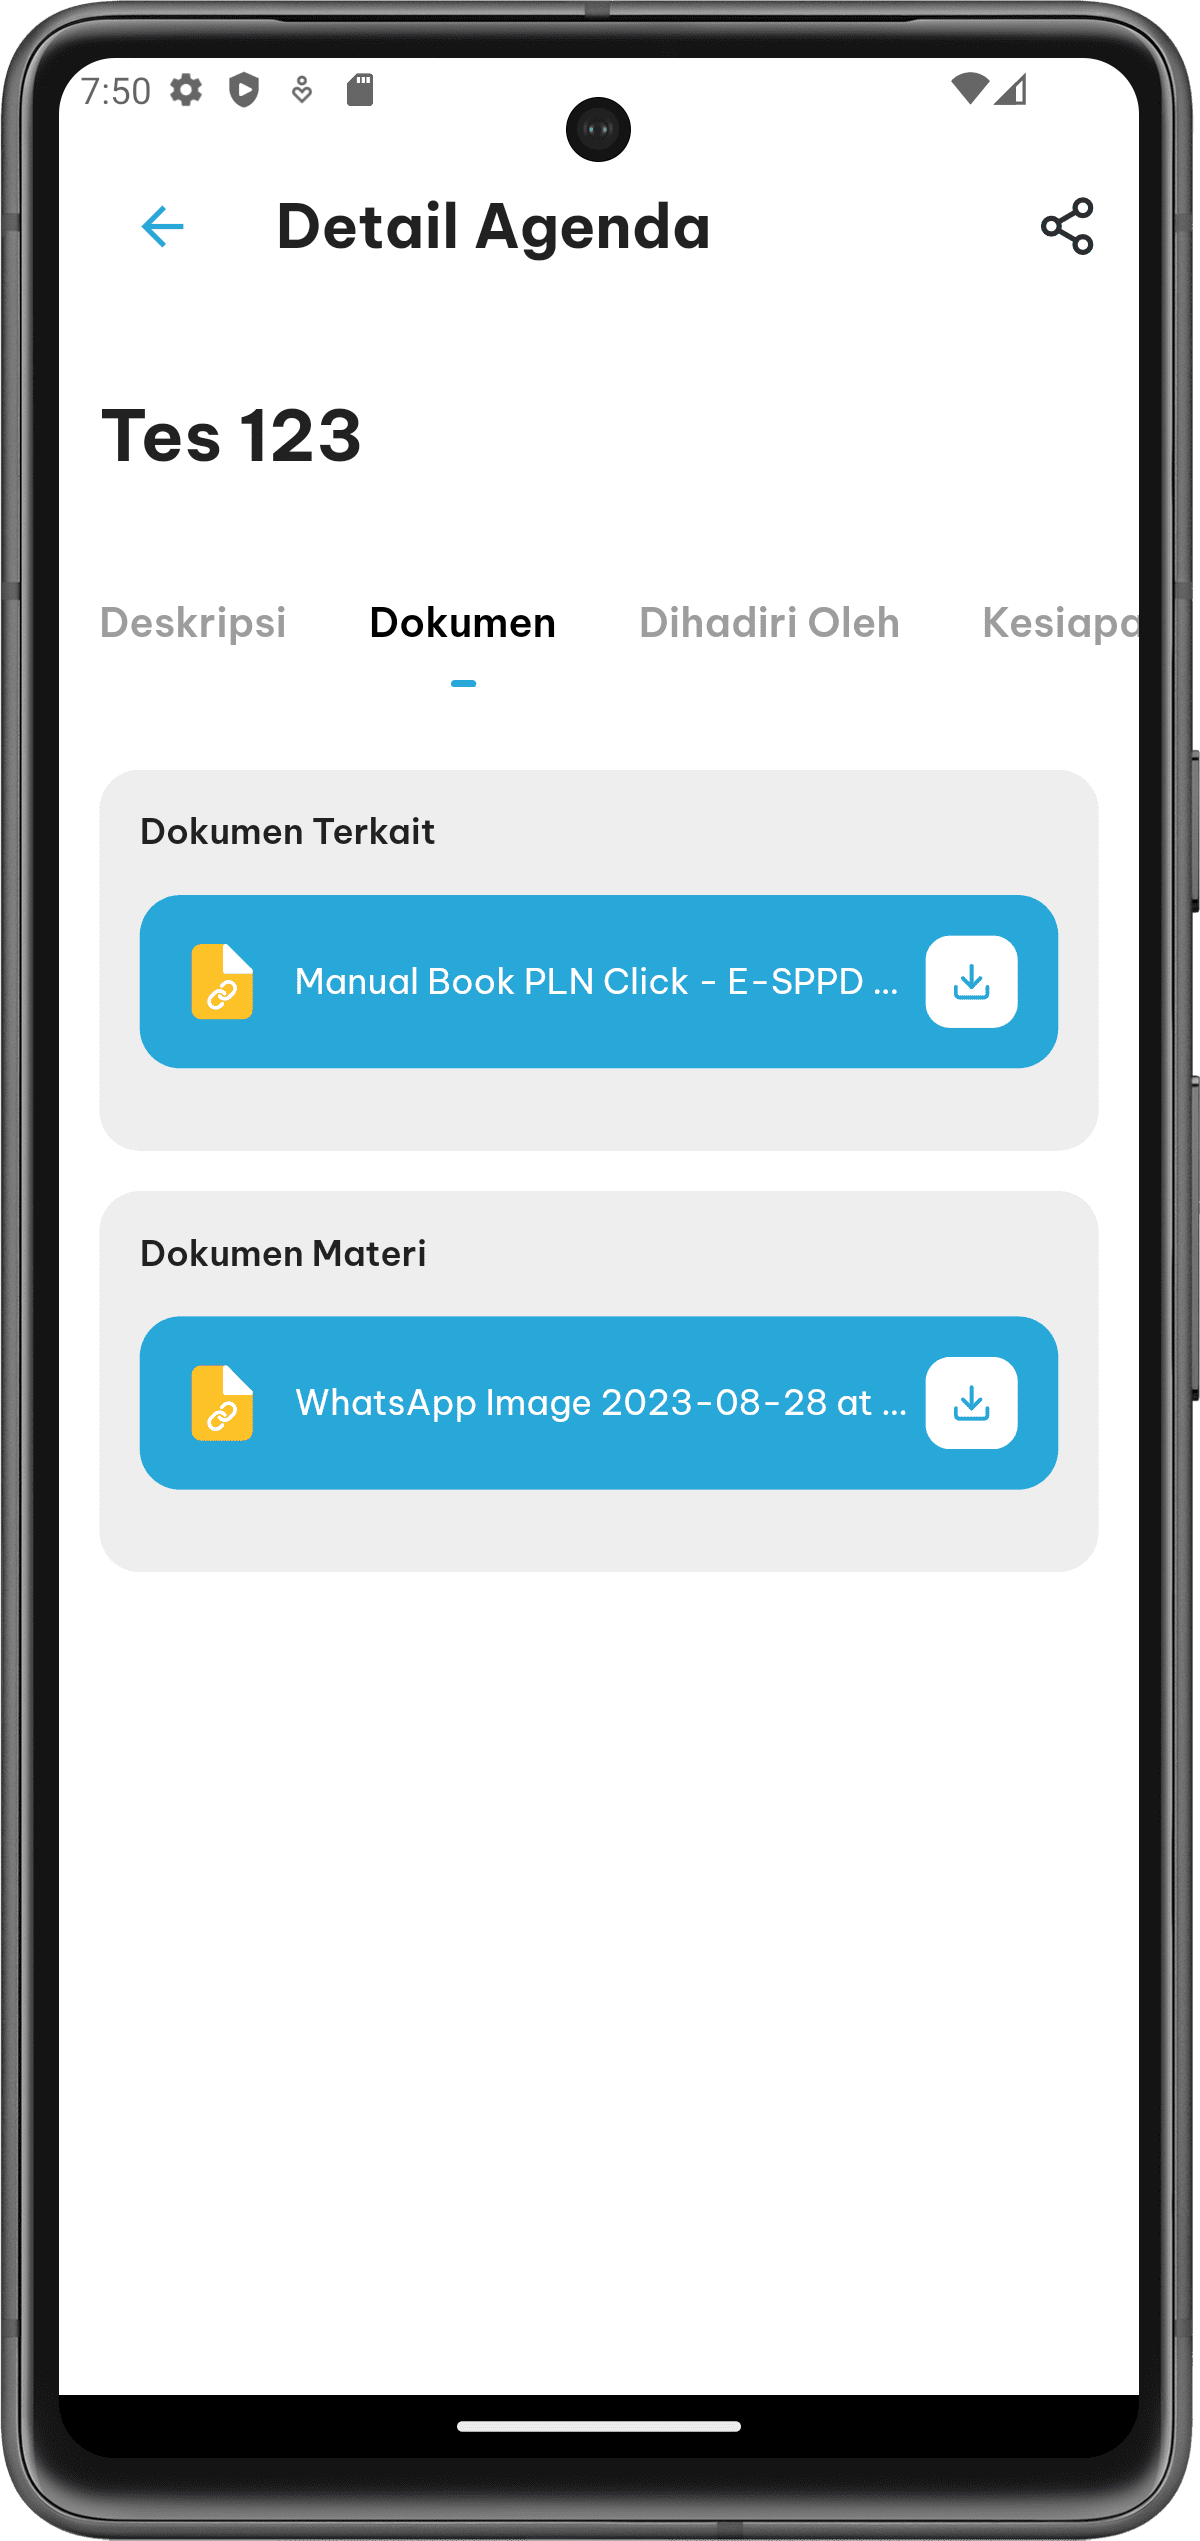 7:50
Detail Agenda
Tes 123
Deskripsi Dokumen Dihadiri Oleh Kesiapa
Dokumen Terkait
Manual Book PLN Click - E-SPPD ...
Dokumen Materi
WhatsApp Image 2023-08-28 at ...